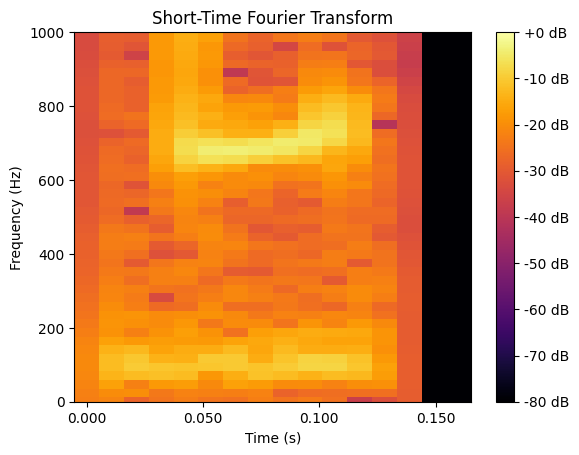 Short-Time Fourier Transform
1000
800
600
400
200
0
Frequency (Hz)
0.000
0.050
0.100
0.150
Time (s)
+0 dB
-10 dB
-20 dB
-30 dB
-40 dB
-50 dB
-60 dB
-70 dB
-80 dB